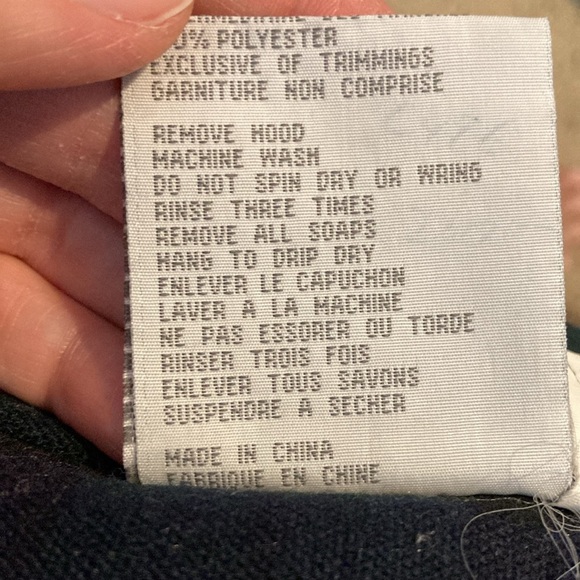 % POLYESTER
EXCLUSIVE OF TRIMMINGS
GARNITURE NON COMPRISE
REMOVE HOOD
MACHINE WASH
DO NOT SPIN DRY OR WRING
RINSE THREE TIMES
REMOVE ALL SOAPS
HANG TO DRIP DRY
ENLEVER LE CAPUCHON
LAVER A LA MACHINE
NE PAS ESSORER OU TORDE
RINSER TROIS FOIS
ENLEVER TOUS SAVONS
SUSPENDRE A SECHER
MADE IN CHINA
FABRIQUE EN CHINE